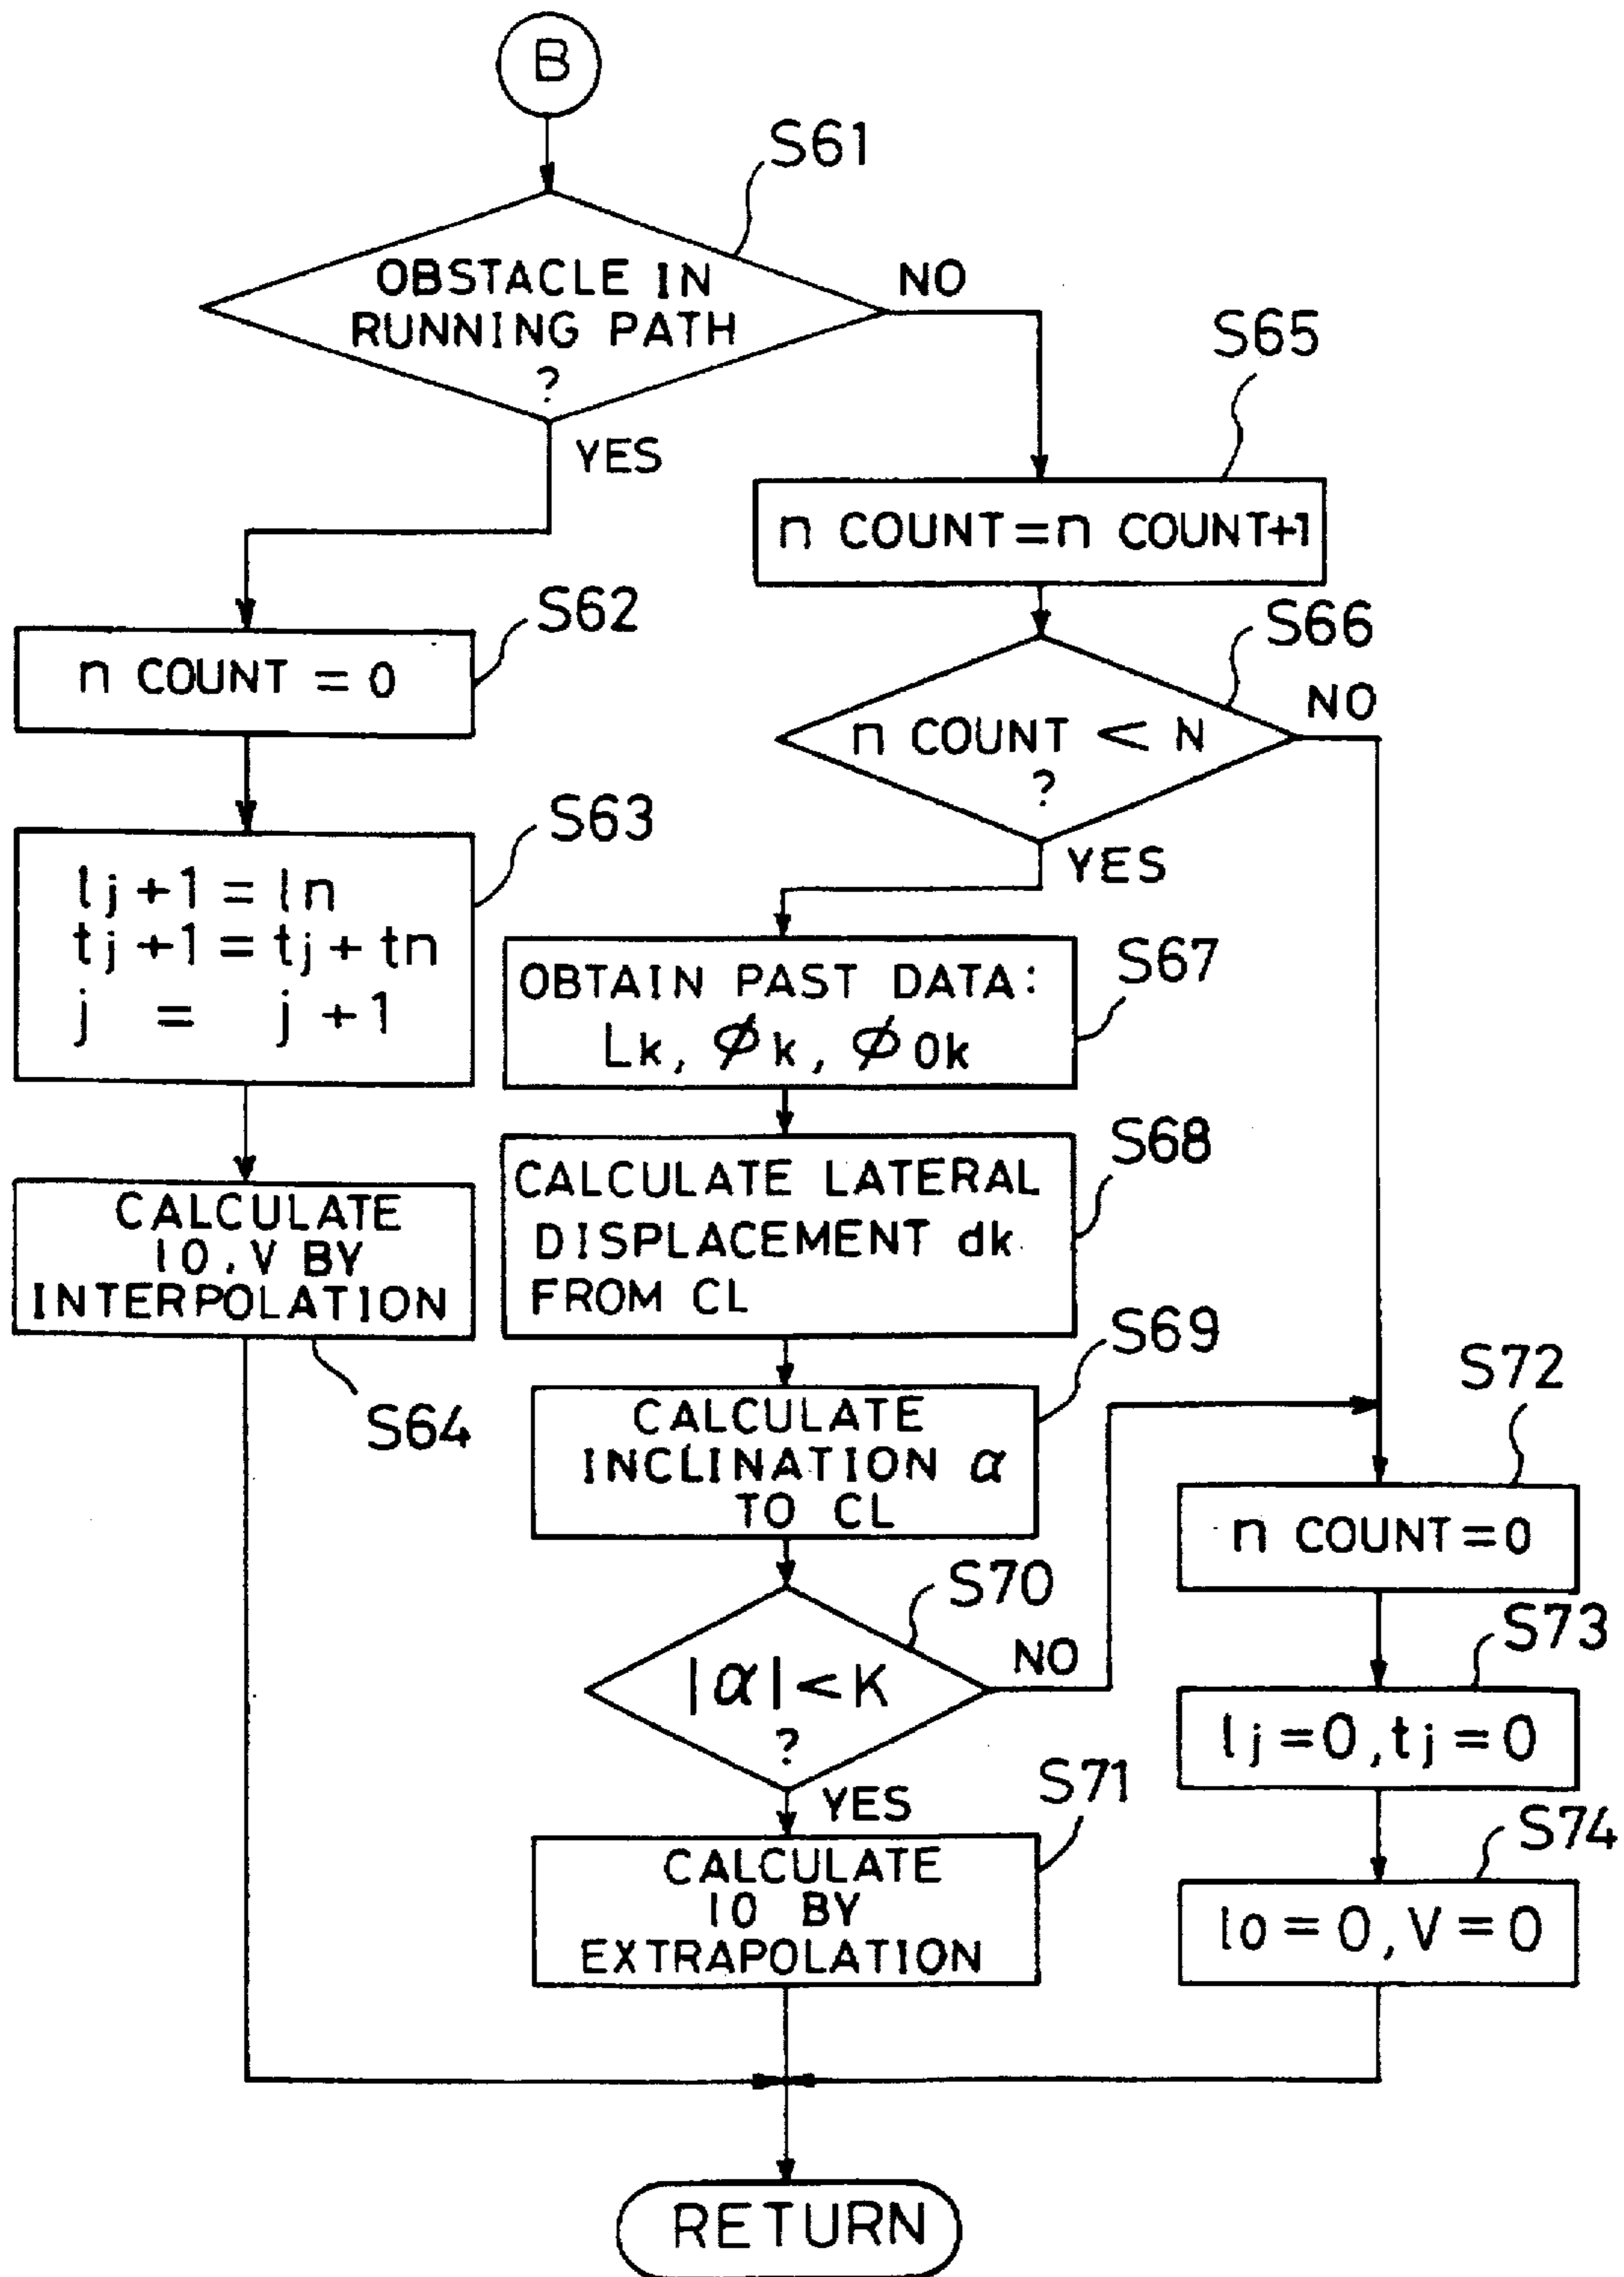 B
S61
OBSTACLE IN
RUNNING PATH
?
NO
YES
S65
n COUNT=n COUNT+1
S62
n COUNT = 0
S66
n COUNT < N
?
NO
YES
S63
lj+1 = ln
tj+1 = tj + tn
j = j+1
S67
OBTAIN PAST DATA:
Lk, φk, φ0k
S64
CALCULATE
l0, V BY
INTERPOLATION
S68
CALCULATE LATERAL
DISPLACEMENT dk
FROM CL
S69
CALCULATE
INCLINATION α
TO CL
S70
|α| < K
?
NO
YES
S71
CALCULATE
l0 BY
EXTRAPOLATION
S72
n COUNT=0
S73
lj=0, tj=0
S74
lo=0, V=0
RETURN